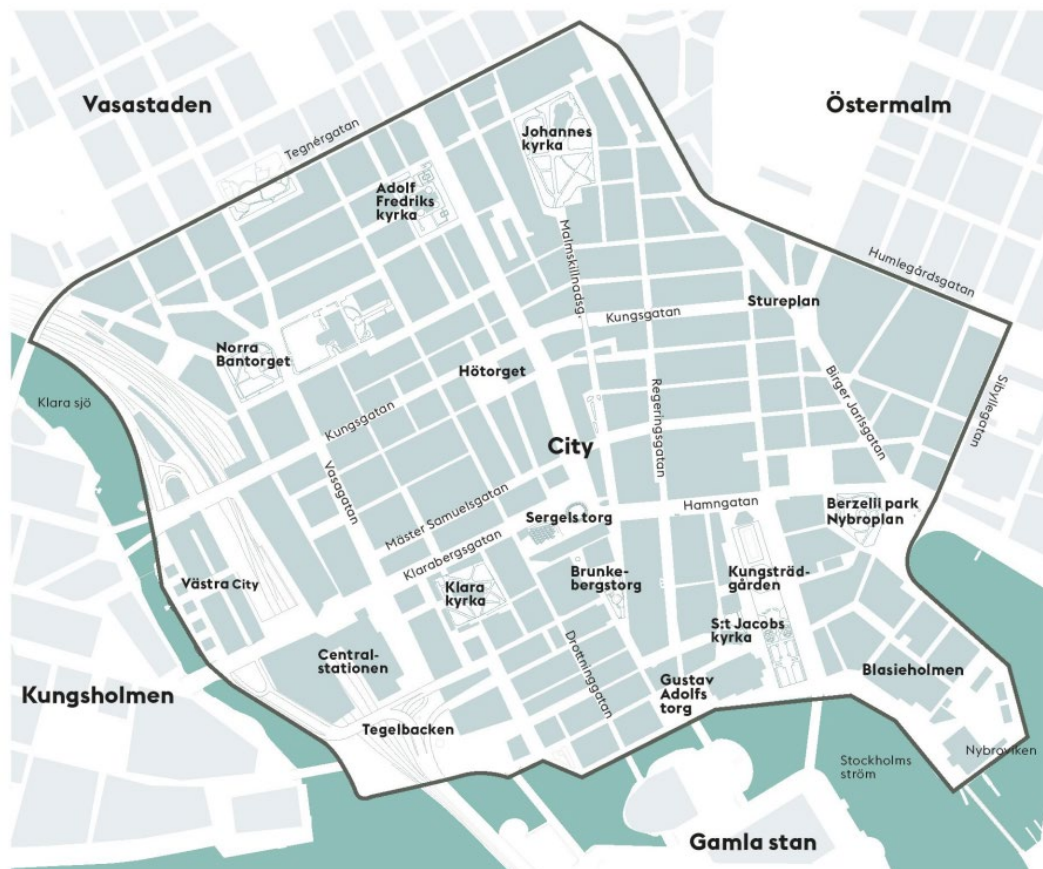 Vasastaden
Östermalm
Tegnérgatan
Johannes
kyrka
Adolf
Fredriks
kyrka
Malmskillnadsg.
Humlegårdsgatan
Stureplan
Kungsgatan
Norra
Bantorget
Hötorget
Klara sjö
Kungsgatan
Regeringsgatan
Birger Jarlsgatan
Sibyllegatan
City
Vasagatan
Mäster Samuelsgatan
Hamngatan
Berzelii park
Nybroplan
Sergels torg
Klarabergsgatan
Västra City
Klara
kyrka
Brunke-
bergstorg
Kungsträd-
gården
S:t Jacobs
kyrka
Drottninggatan
Central-
stationen
Blasieholmen
Kungsholmen
Gustav
Adolfs
torg
Tegelbacken
Nybroviken
Stockholms
ström
Gamla stan